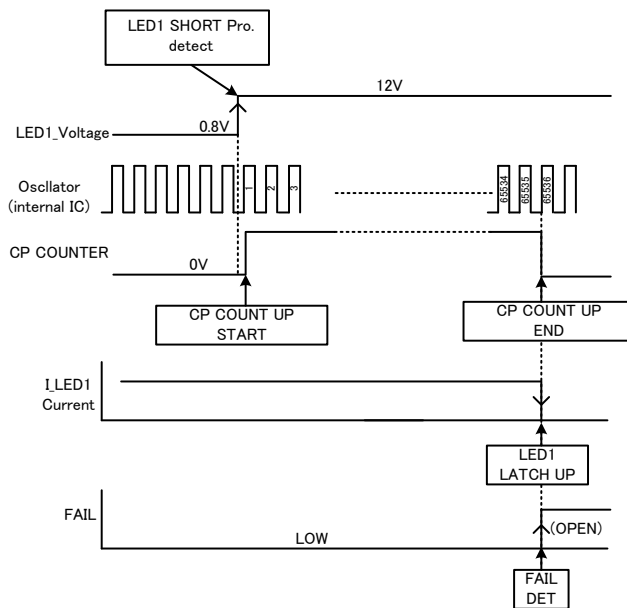 LED1 SHORT Pro.
detect
12V
LED1_Voltage
0.8V
Oscllator
(internal IC)
1
2
3
65534
65535
65536
CP COUNTER
0V
CP COUNT UP
START
CP COUNT UP
END
I_LED1
Current
LED1
LATCH UP
FAIL
LOW
(OPEN)
FAIL
DET